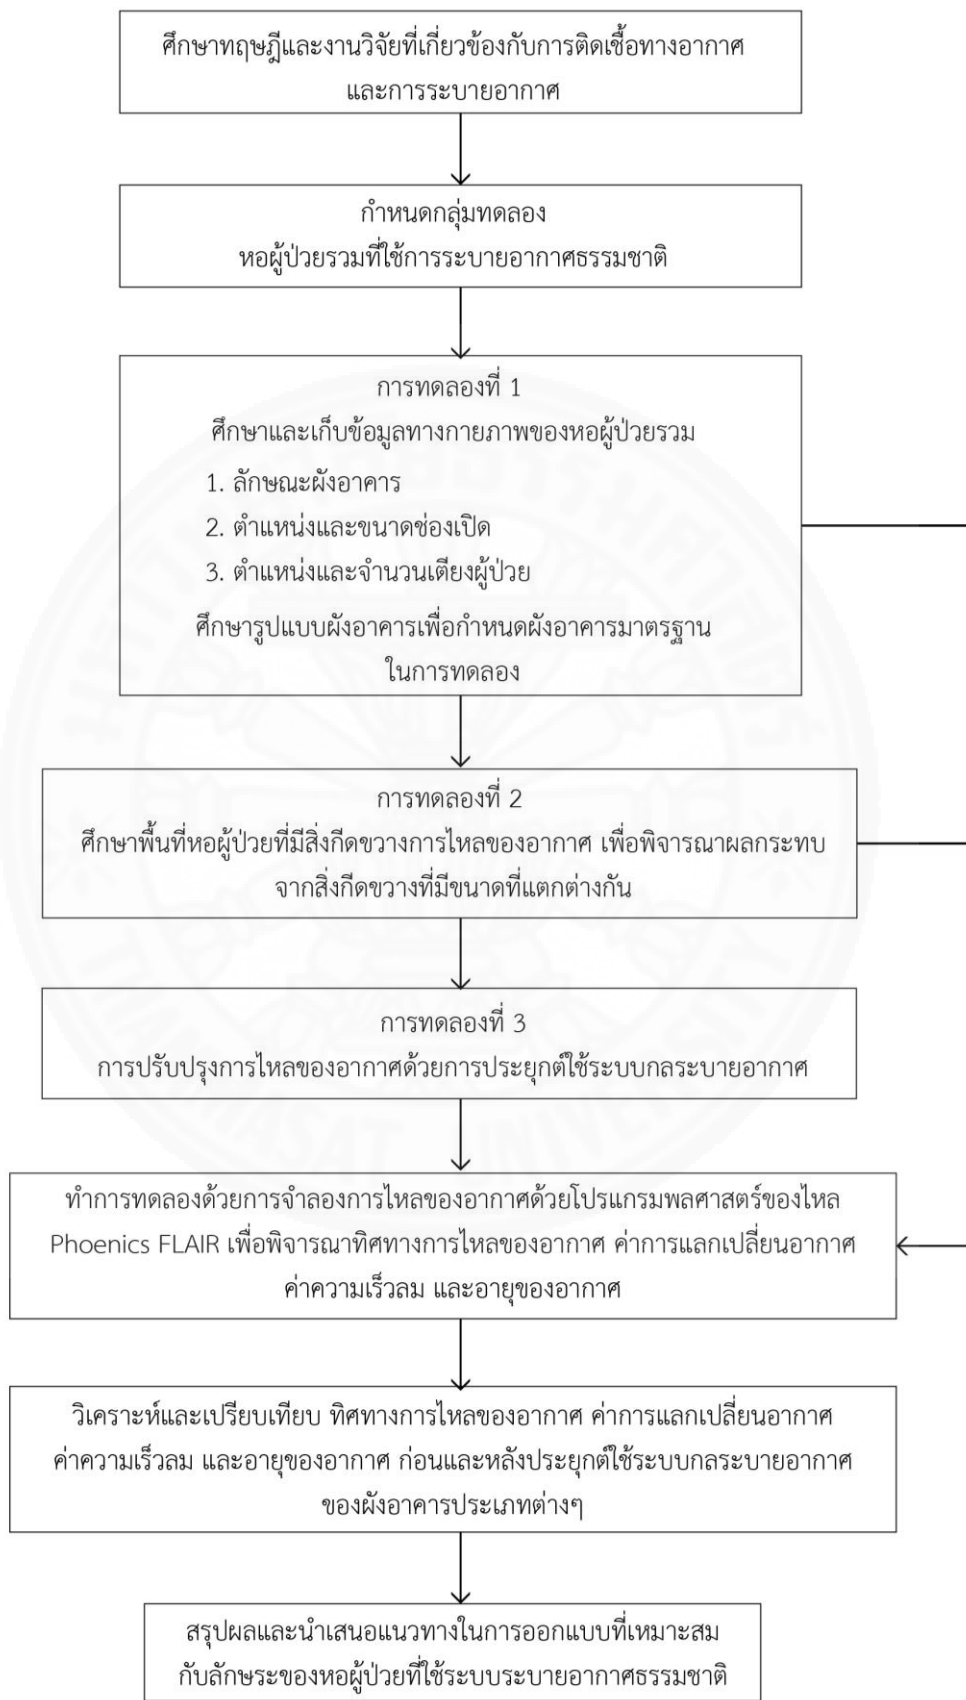 ศึกษาทฤษฎีและงานวิจัยที่เกี่ยวข้องกับการติดเชื้อทางอากาศ
และการระบายอากาศ
กำหนดกลุ่มทดลอง
หอผู้ป่วยรวมที่ใช้การระบายอากาศธรรมชาติ
การทดลองที่ 1
ศึกษาและเก็บข้อมูลทางกายภาพของหอผู้ป่วยรวม
1. ลักษณะผังอาคาร
2. ตำแหน่งและขนาดช่องเปิด
3. ตำแหน่งและจำนวนเตียงผู้ป่วย
ศึกษารูปแบบผังอาคารเพื่อกำหนดผังอาคารมาตรฐาน
ในการทดลอง
การทดลองที่ 2
ศึกษาพื้นที่หอผู้ป่วยที่มีสิ่งกีดขวางการไหลของอากาศ เพื่อพิจารณาผลกระทบ
จากสิ่งกีดขวางที่มีขนาดที่แตกต่างกัน
การทดลองที่ 3
การปรับปรุงการไหลของอากาศด้วยการประยุกต์ใช้ระบบกลระบายอากาศ
ทำการทดลองด้วยการจำลองการไหลของอากาศด้วยโปรแกรมพลศาสตร์ของไหล
Phoenics FLAIR เพื่อพิจารณาทิศทางการไหลของอากาศ ค่าการแลกเปลี่ยนอากาศ
ค่าความเร็วลม และอายุของอากาศ
วิเคราะห์และเปรียบเทียบ ทิศทางการไหลของอากาศ ค่าการแลกเปลี่ยนอากาศ
ค่าความเร็วลม และอายุของอากาศ ก่อนและหลังประยุกต์ใช้ระบบกลระบายอากาศ
ของผังอาคารประเภทต่างๆ
สรุปผลและนำเสนอแนวทางในการออกแบบที่เหมาะสม
กับลักษระของหอผู้ป่วยที่ใช้ระบบระบายอากาศธรรมชาติ
THAMMASAT UNIVERSITY